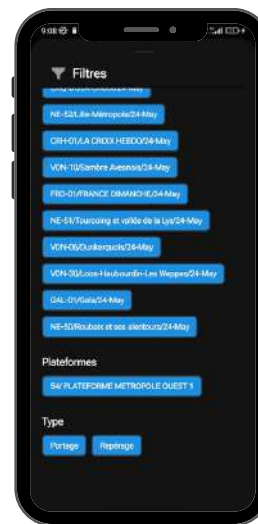 9:08
Filtres
NE-52/Lille-Métropole/24-May
CRH-01/LA CROIX HEBDO/24-May
VDN-10/Sambre Avesnois/24-May
FRD-01/FRANCE DIMANCHE/24-May
NE-51/Tourcoing et vallée de la Lys/24-May
VDN-06/Dunkerquois/24-May
VDN-30/Loos-Haubourdin-Les Weppes/24-May
GAL-01/Gala/24-May
NE-50/Roubaix et ses alentours/24-May
Plateformes
54/ PLATEFORME METROPOLE OUEST 1
Type
Portage Repérage